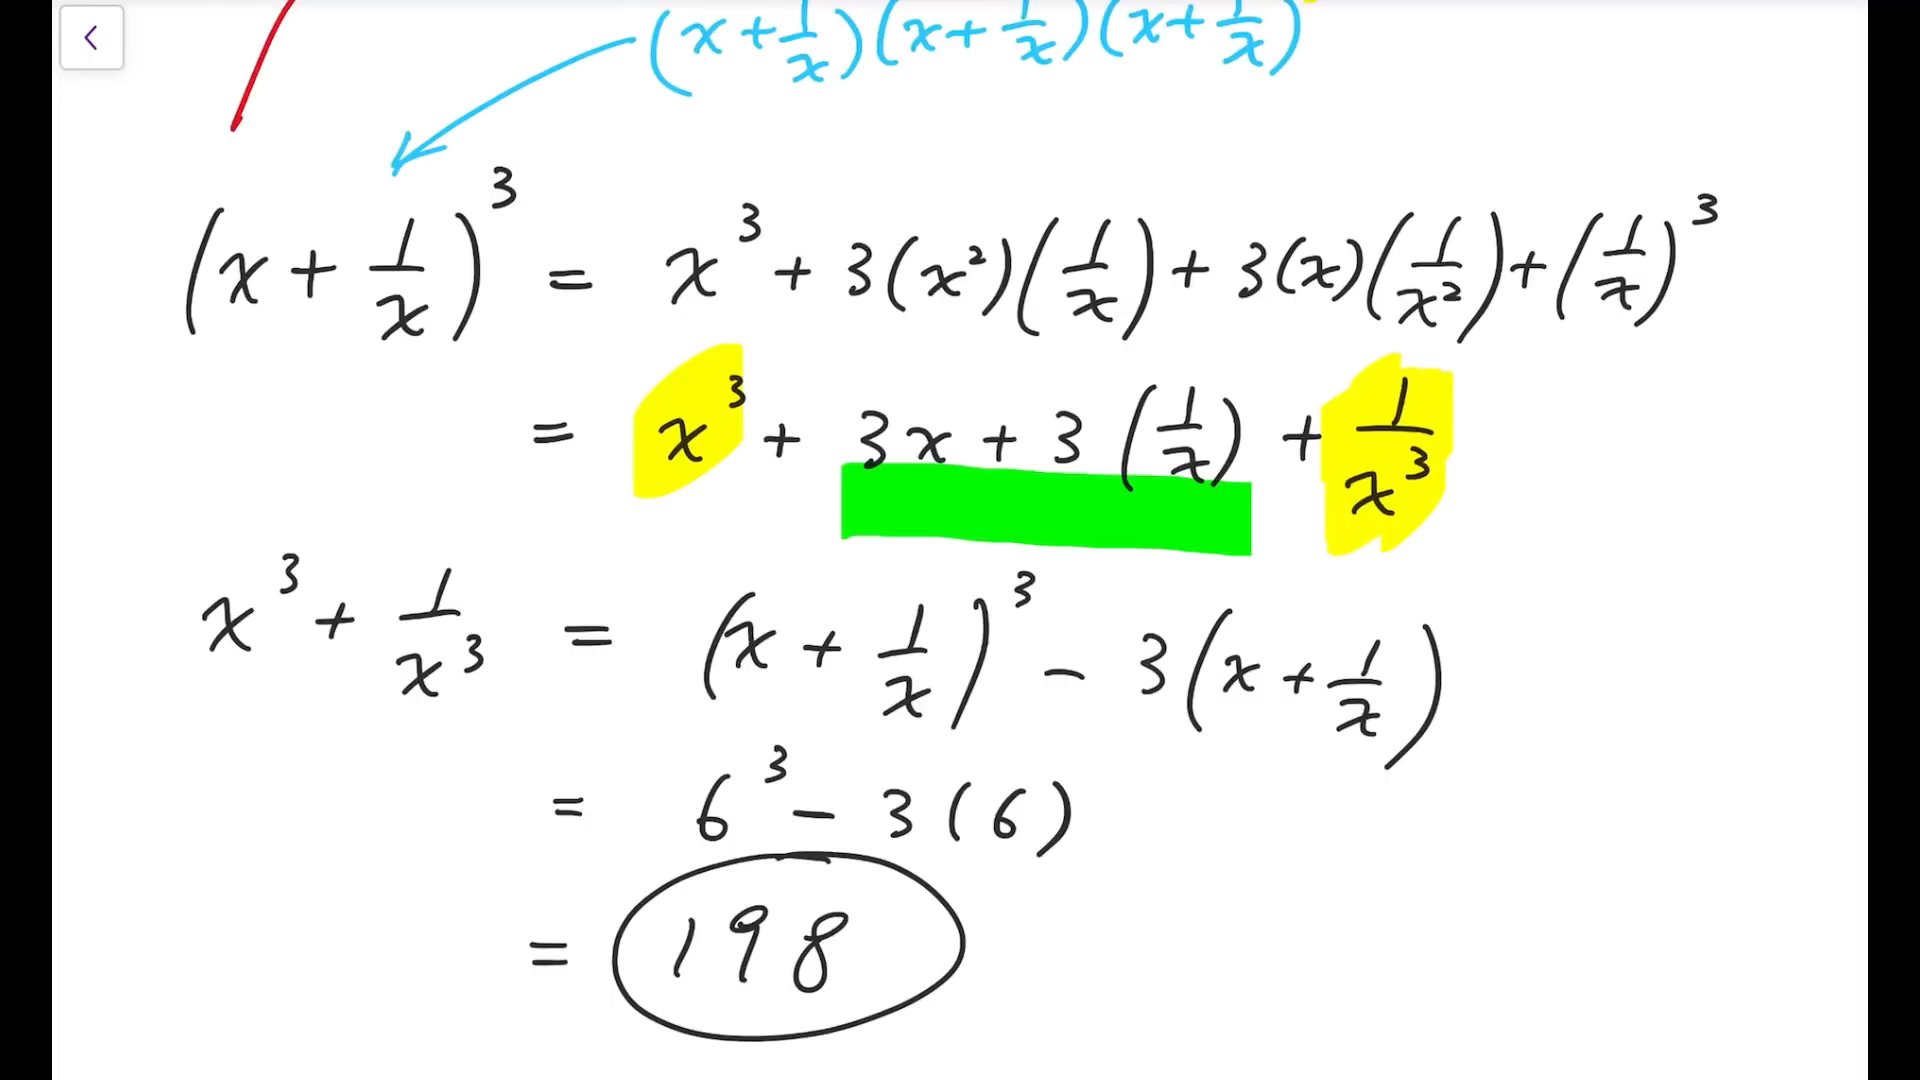 (x + 1/x)(x + 1/x)(x + 1/x)
(x + 1/x)³ = x³ + 3(x²)(1/x) + 3(x)(1/x²) + (1/x)³
= x³ + 3x + 3(1/x) + 1/x³
x³ + 1/x³ = (x + 1/x)³ - 3(x + 1/x)
= 6³ - 3(6)
= 198